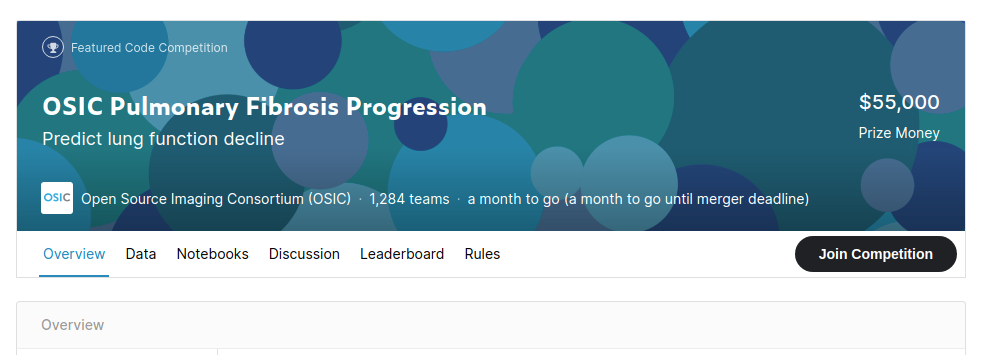 Featured Code Competition
OSIC Pulmonary Fibrosis Progression
$55,000
Predict lung function decline
Prize Money
OSIC
Open Source Imaging Consortium (OSIC) · 1,284 teams · a month to go (a month to go until merger deadline)
Overview Data Notebooks Discussion Leaderboard Rules Join Competition
Overview